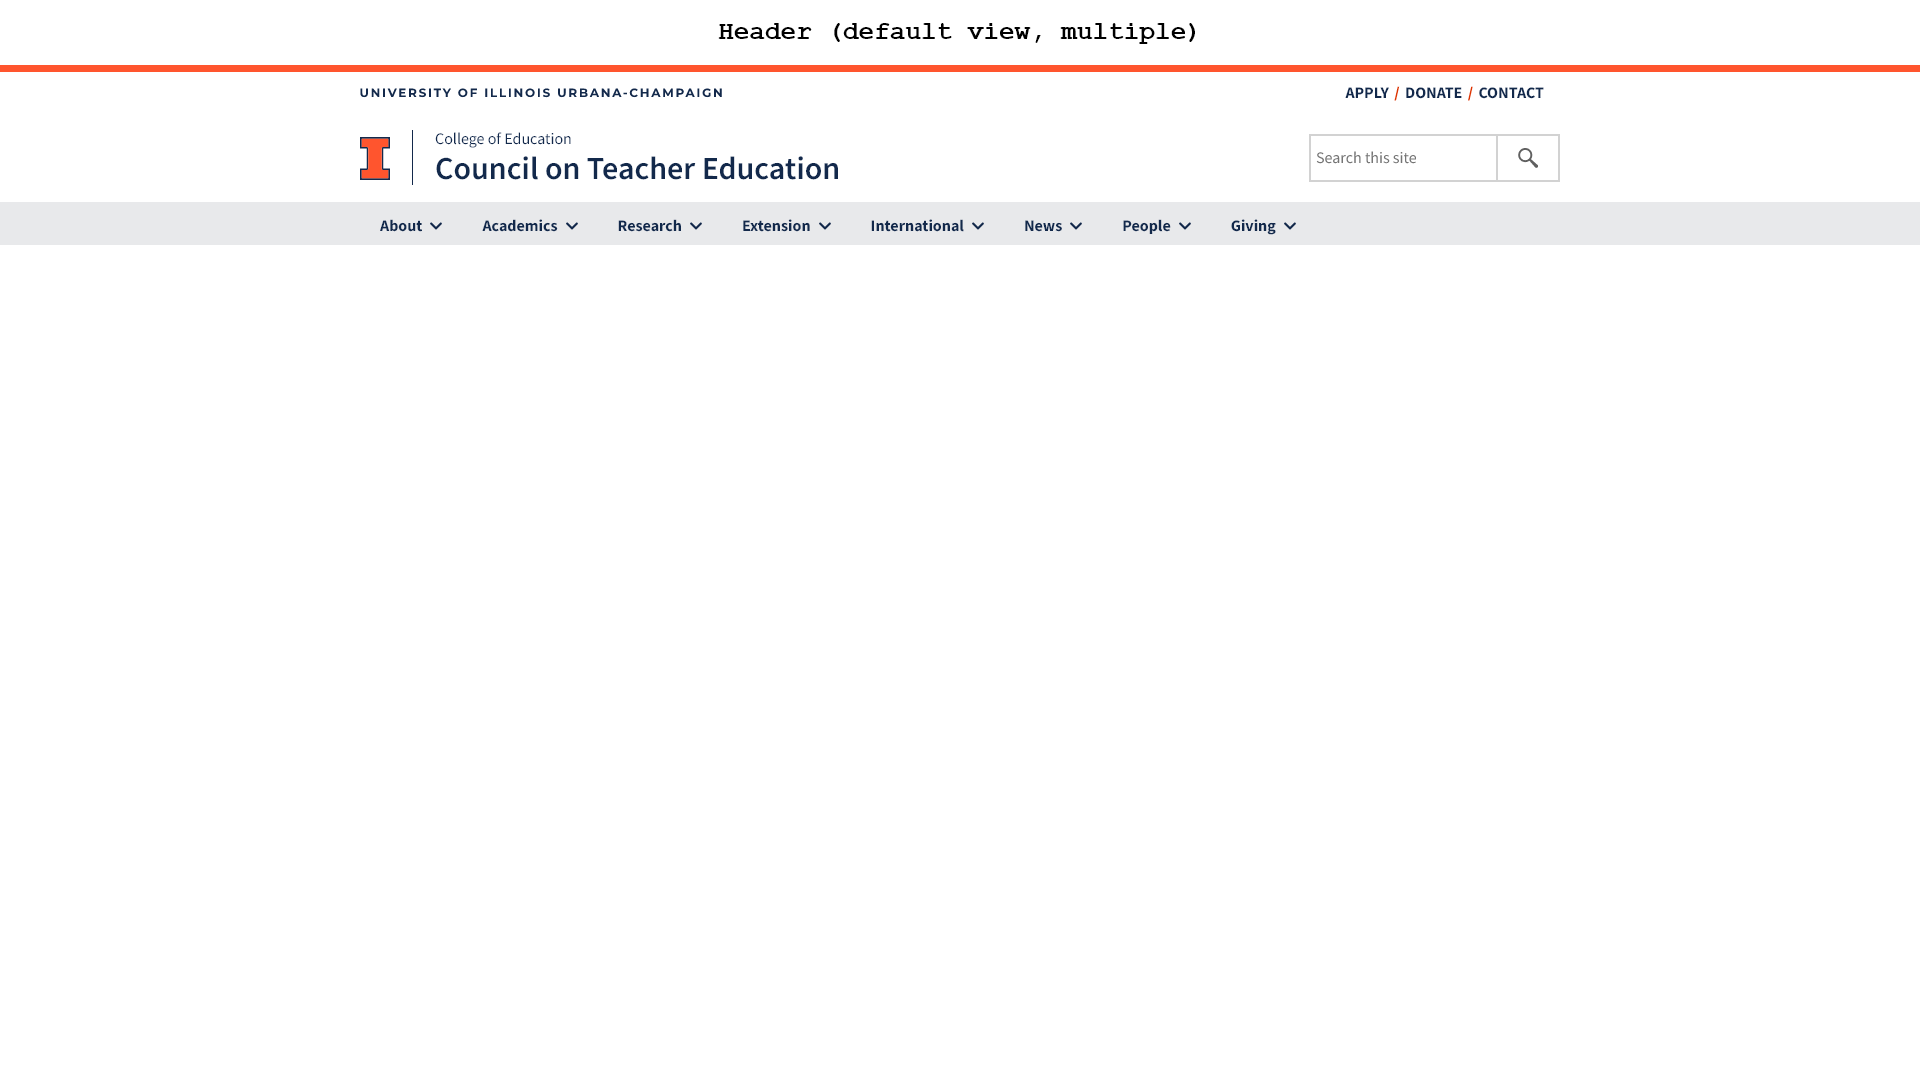 Header (default view, multiple)
UNIVERSITY OF ILLINOIS URBANA-CHAMPAIGN
APPLY / DONATE / CONTACT
College of Education
Council on Teacher Education
Search this site
About
Academics
Research
Extension
International
News
People
Giving